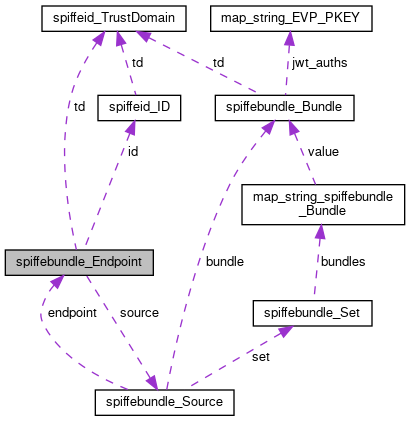 spiffeid_TrustDomain
map_string_EVP_PKEY
td
td
td
jwt_auths
spiffeid_ID
spiffebundle_Bundle
id
value
map_string_spiffebundle
_Bundle
spiffebundle_Endpoint
bundle
bundles
endpoint
source
spiffebundle_Set
set
spiffebundle_Source